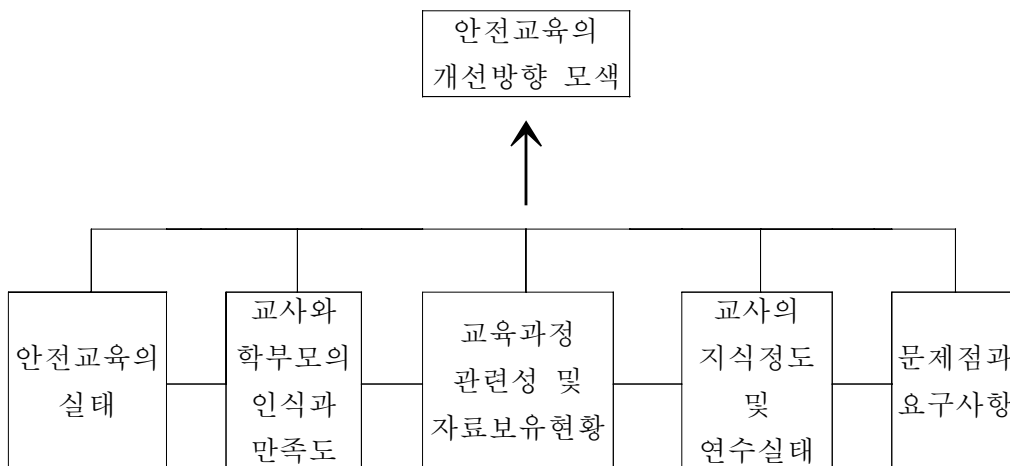 안전교육의
개선방향 모색
안전교육의
실태
교사와
학부모의
인식과
만족도
교육과정
관련성 및
자료보유현황
교사의
지식정도
및
연수실태
문제점과
요구사항